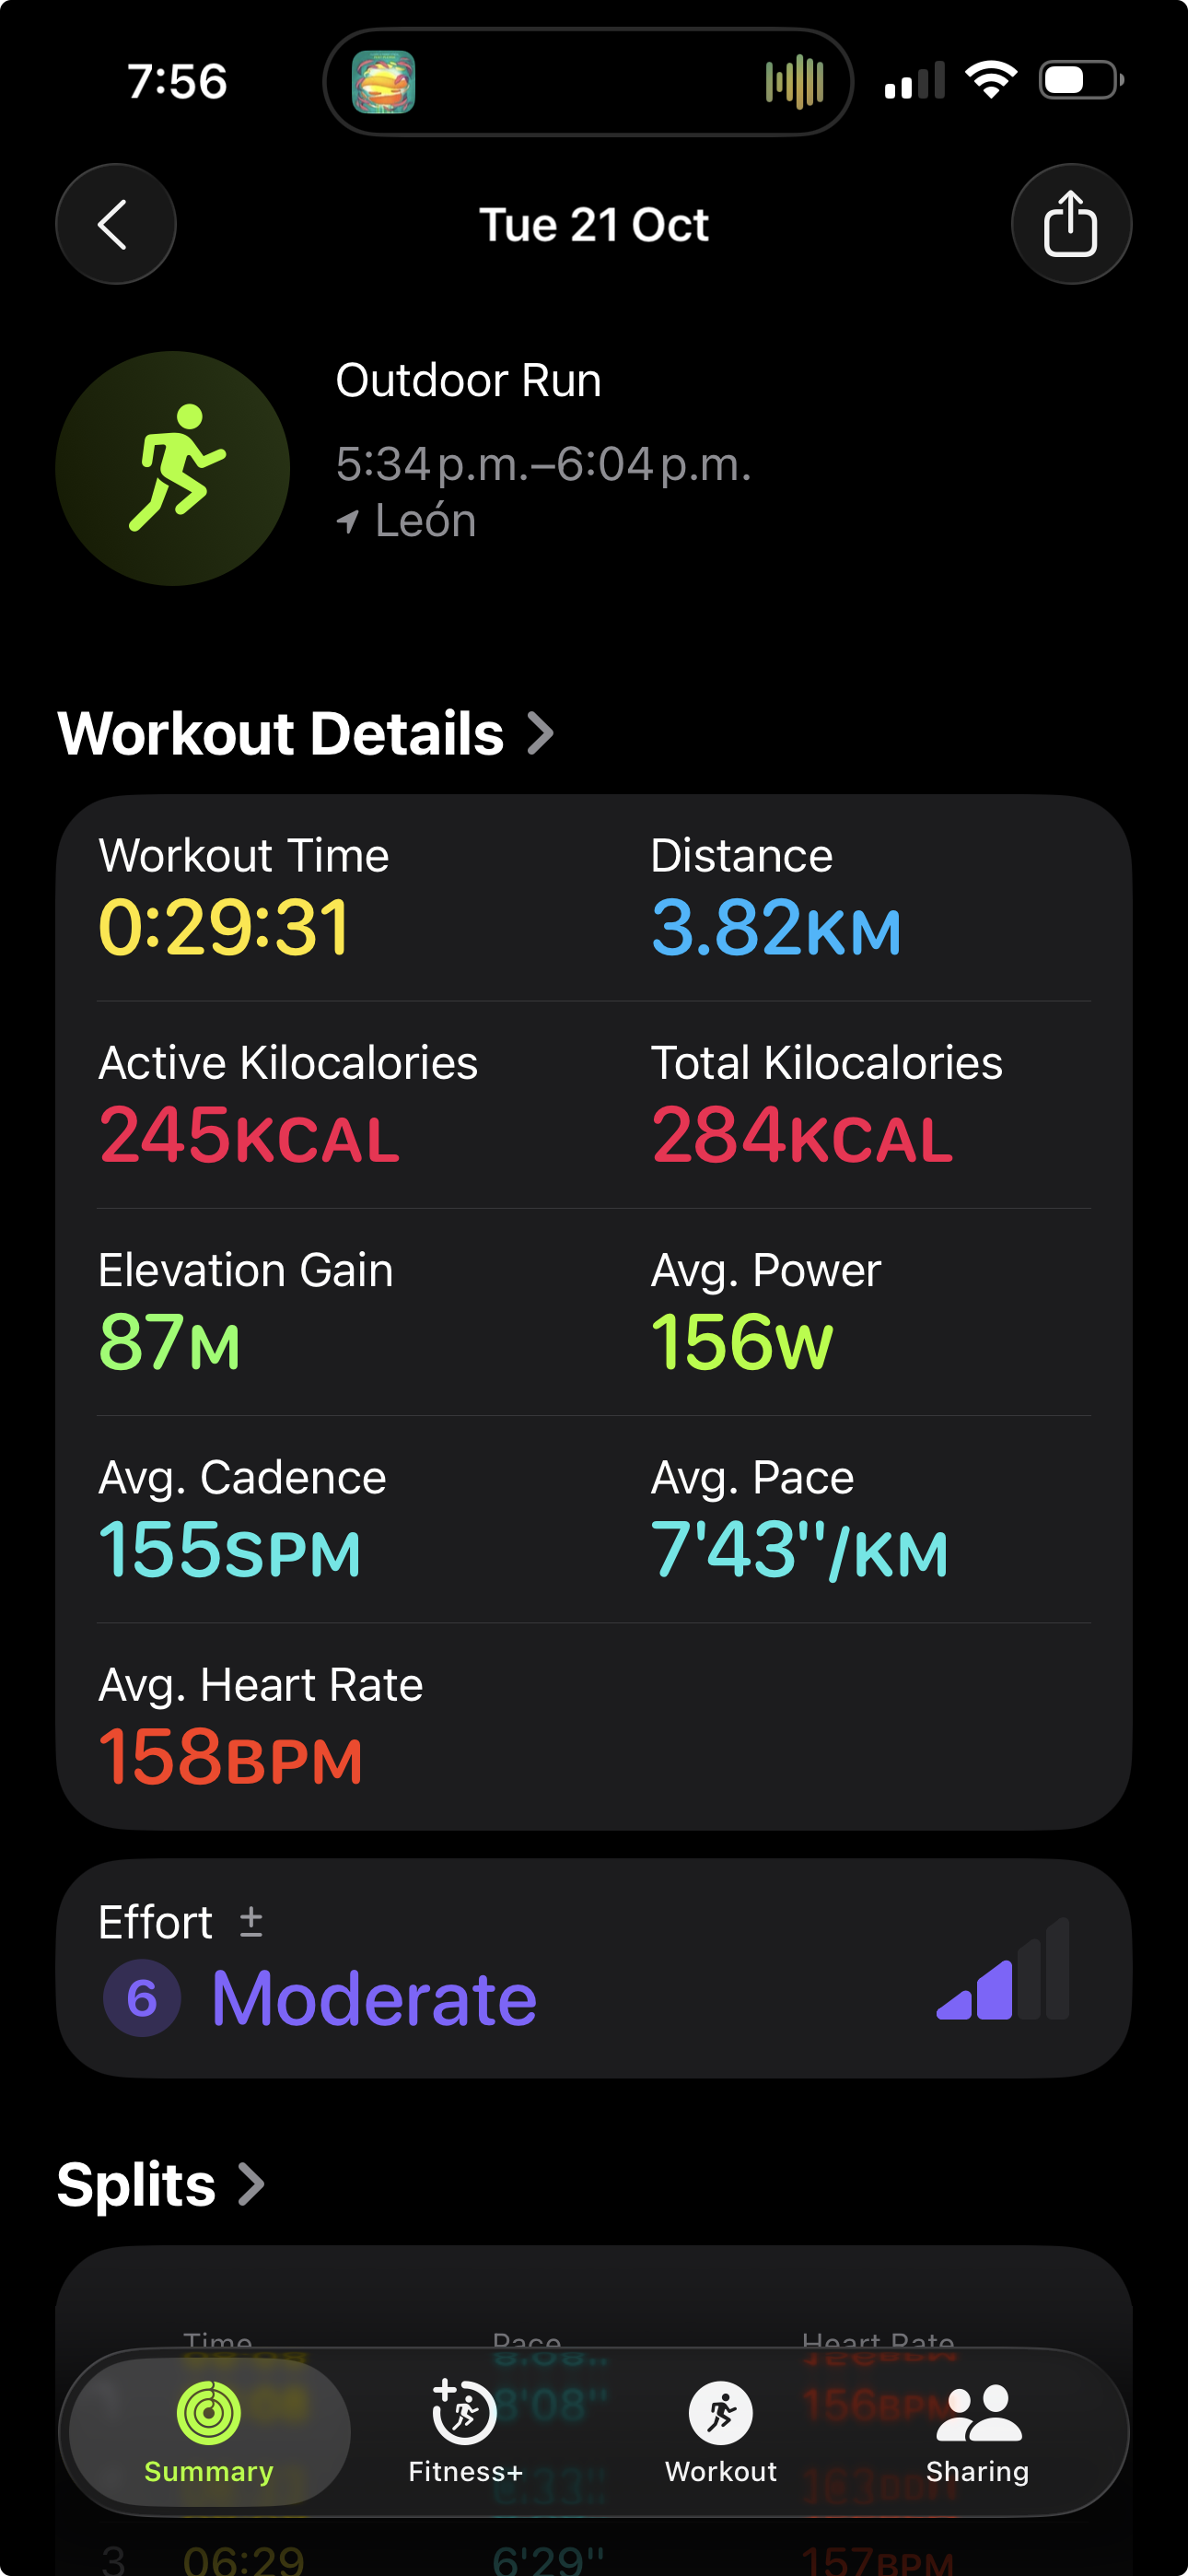 7:56
Tue 21 Oct
Outdoor Run
5:34 p.m.–6:04 p.m.
León
Workout Details
Workout Time
Distance
0:29:31
3.82KM
Active Kilocalories
Total Kilocalories
245KCAL
284KCAL
Elevation Gain
Avg. Power
87M
156W
Avg. Cadence
Avg. Pace
155SPM
7'43''/KM
Avg. Heart Rate
158BPM
Effort ±
6 Moderate
Splits
Time
Pace
Heart Rate
8'08''
156BPM
Summary
Fitness+
Workout
Sharing
3
06:29
6'29''
157BPM